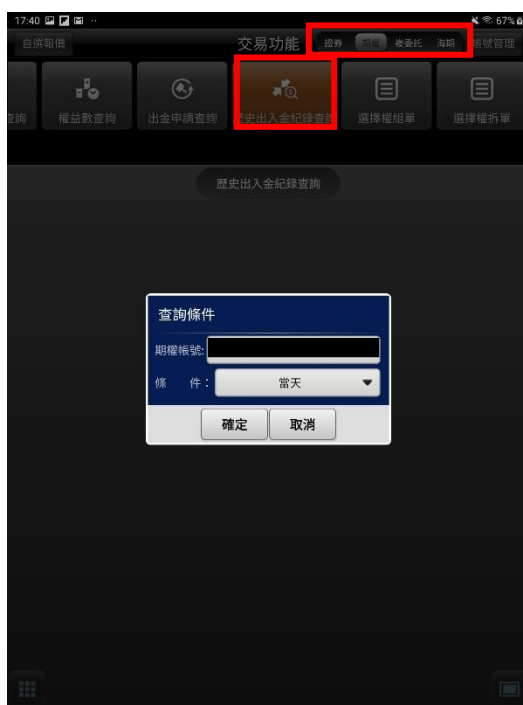 17:40 67%
自選報價 交易功能 證券 期權 複委託 海期 帳號管理
查詢 權益數查詢 出金申請查詢 歷史出入金紀錄查詢 選擇權組單 選擇權拆單
歷史出入金紀錄查詢
查詢條件
期權帳號:
條 件: 當天
確定 取消